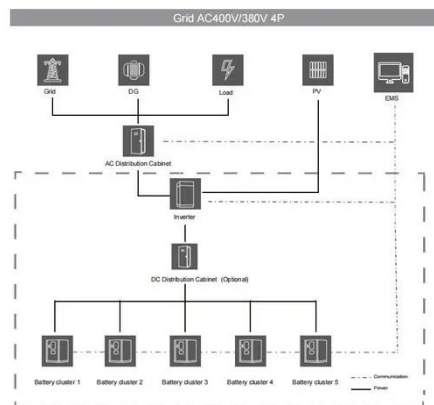 Grid AC400V/380V 4P
Grid DG Load PV EMS
AC Distribution Cabinet
Inverter
DC Distribution Cabinet (Optional)
Battery cluster 1 Battery cluster 2 Battery cluster 3 Battery cluster 4 Battery cluster 5
Communication
Power